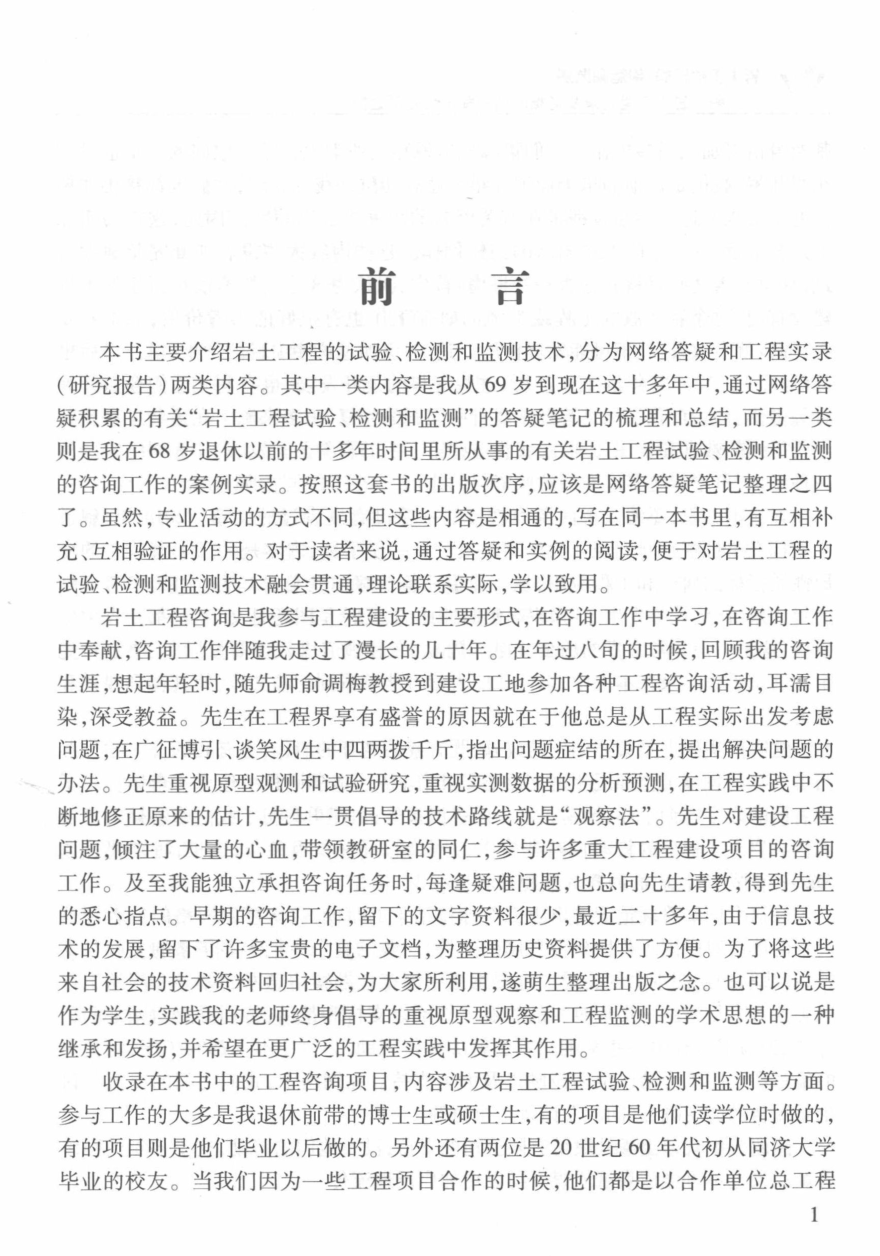 前言
本书主要介绍岩土工程的试验、检测和监测技术,分为网络答疑和工程实录
(研究报告)两类内容。其中一类内容是我从 69 岁到现在这十多年中,通过网络答
疑积累的有关“岩土工程试验、检测和监测”的答疑笔记的梳理和总结,而另一类
则是我在 68 岁退休以前的十多年时间里所从事的有关岩土工程试验、检测和监测
的咨询工作的案例实录。按照这套书的出版次序,应该是网络答疑笔记整理之四
了。虽然,专业活动的方式不同,但这些内容是相通的,写在同一本书里,有互相补
充、互相验证的作用。对于读者来说,通过答疑和实例的阅读,便于对岩土工程的
试验、检测和监测技术融会贯通,理论联系实际,学以致用。
岩土工程咨询是我参与工程建设的主要形式,在咨询工作中学习,在咨询工作
中奉献,咨询工作伴随我走过了漫长的几十年。在年过八旬的时候,回顾我的咨询
生涯,想起年轻时,随先师俞调梅教授到建设工地参加各种工程咨询活动,耳濡目
染,深受教益。先生在工程界享有盛誉的原因就在于他总是从工程实际出发考虑
问题,在广征博引、谈笑风生中四两拨千斤,指出问题症结的所在,提出解决问题的
办法。先生重视原型观测和试验研究,重视实测数据的分析预测,在工程实践中不
断地修正原来的估计,先生一贯倡导的技术路线就是“观察法”。先生对建设工程
问题,倾注了大量的心血,带领教研室的同仁,参与许多重大工程建设项目的咨询
工作。及至我能独立承担咨询任务时,每逢疑难问题,也总向先生请教,得到先生
的悉心指点。早期的咨询工作,留下的文字资料很少,最近二十多年,由于信息技
术的发展,留下了许多宝贵的电子文档,为整理历史资料提供了方便。为了将这些
来自社会的技术资料回归社会,为大家所利用,遂萌生整理出版之念。也可以说是
作为学生,实践我的老师终身倡导的重视原型观察和工程监测的学术思想的一种
继承和发扬,并希望在更广泛的工程实践中发挥其作用。
收录在本书中的工程咨询项目,内容涉及岩土工程试验、检测和监测等方面。
参与工作的大多是我退休前带的博士生或硕士生,有的项目是他们读学位时做的,
有的项目则是他们毕业以后做的。另外还有两位是 20 世纪 60 年代初从同济大学
毕业的校友。当我们因为一些工程项目合作的时候,他们都是以合作单位总工程
1